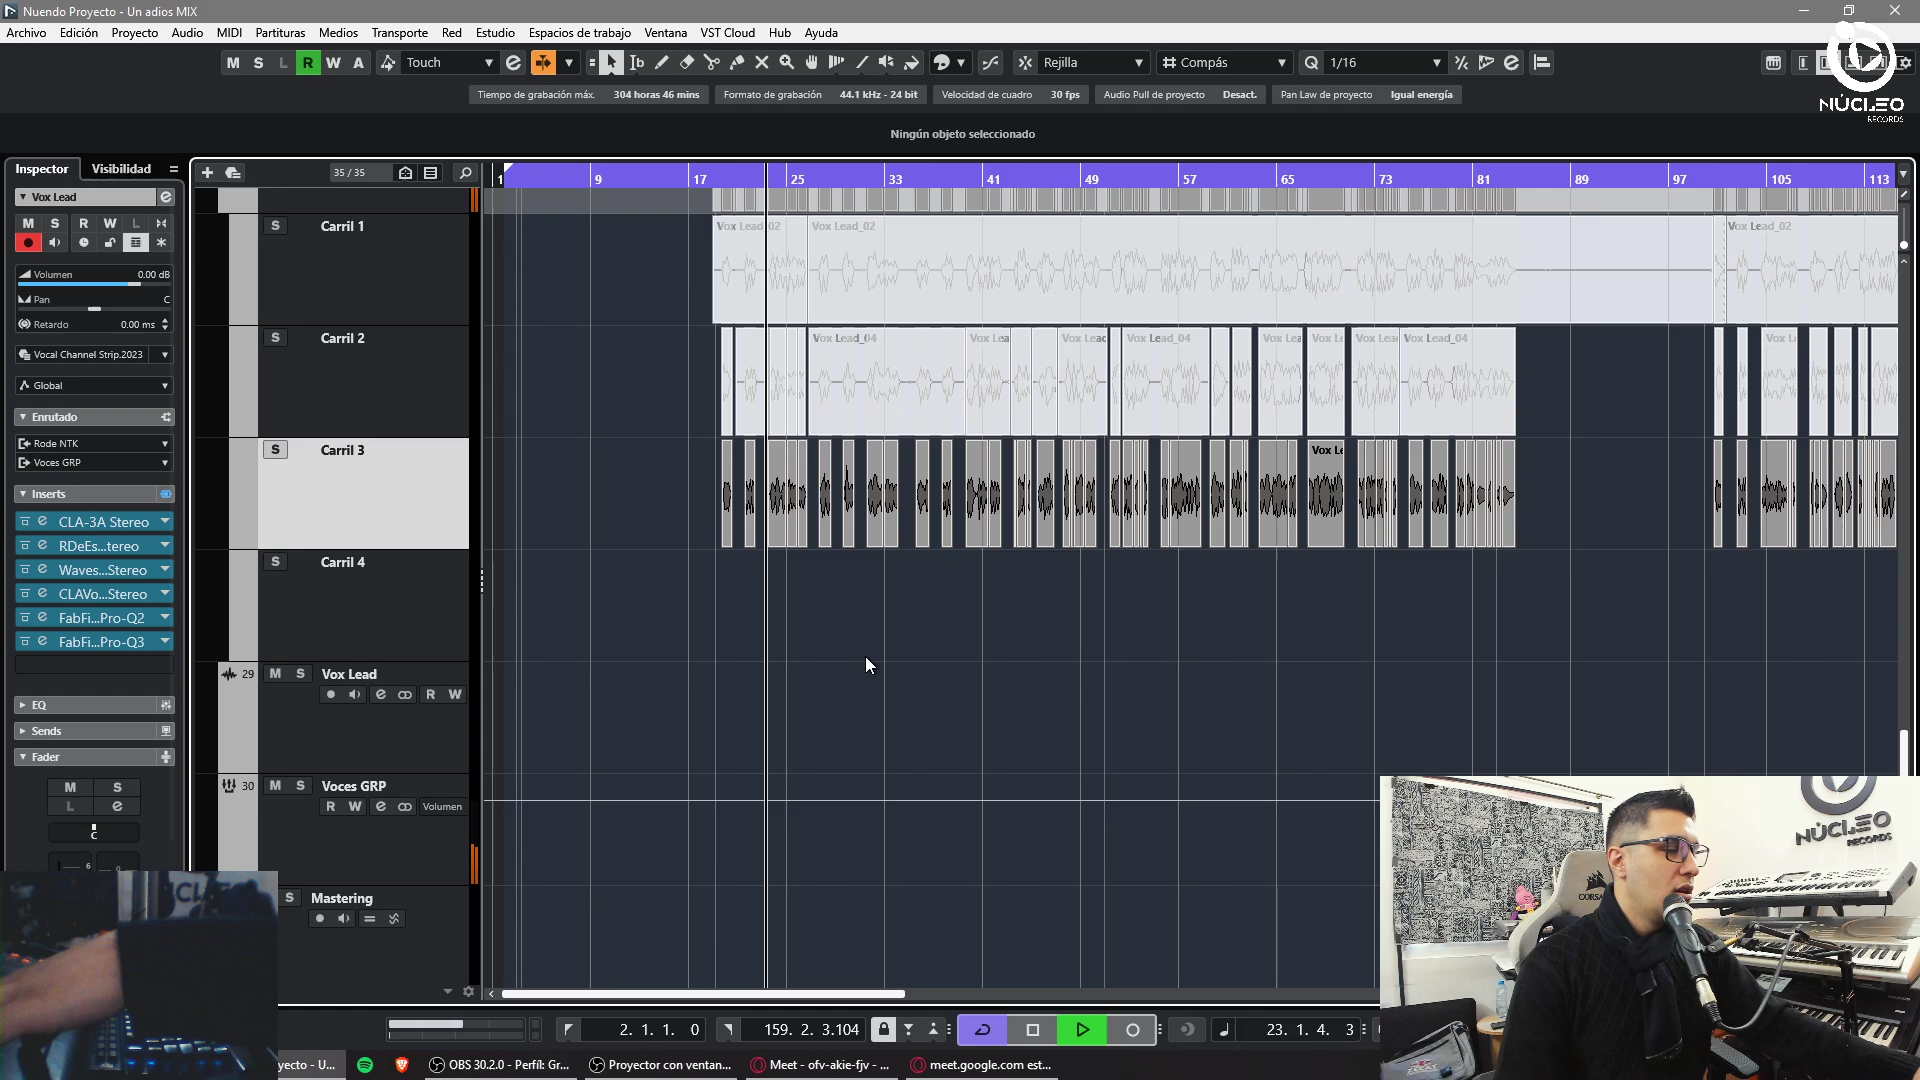 Nuendo Proyecto - Un adios MIX
Archivo Edición Proyecto Audio MIDI Partituras Medios Transporte Red Estudio Espacios de trabajo Ventana VST Cloud Hub Ayuda
M S L R W A Touch Rejilla Compás Q 1/16
NÚCLEO
RECORDS
Tiempo de grabación máx. 304 horas 46 mins Formato de grabación 44.1 kHz - 24 bit Velocidad de cuadro 30 fps Audio Pull de proyecto Desact. Pan Law de proyecto Igual energía
Ningún objeto seleccionado
Inspector Visibilidad
35 / 35
1 9 17 25 33 41 49 57 65 73 81 89 97 105 113
Vox Lead
M S R W L
Volumen 0.00 dB
Pan C
Retardo 0.00 ms
Vocal Channel Strip.2023
Global
Enrutado
Rode NTK
Voces GRP
Inserts
CLA-3A Stereo
RDeEs...tereo
Waves...Stereo
CLAVo...Stereo
FabFi...Pro-Q2
FabFi...Pro-Q3
EQ
Sends
Fader
M S
L e
C
6
S Carril 1
Vox Lead_02 Vox Lead_02 Vox Lead_02
S Carril 2
Vox Lead_04 Vox Lea Vox Lead Vox Lead_04 Vox Lea Vox L Vox Lead Vox Lead_04 Vox L
S Carril 3
Vox Le
S Carril 4
29 M S Vox Lead
R W
30 M S Voces GRP
R W Volumen
S Mastering
NÚCLEO
RECORDS
2. 1. 1. 0 159. 2. 3.104 23. 1. 4. 3
yecto - U... OBS 30.2.0 - Perfil: Gr... Proyector con ventan... Meet - ofv-akie-fjv - ... meet.google.com est...